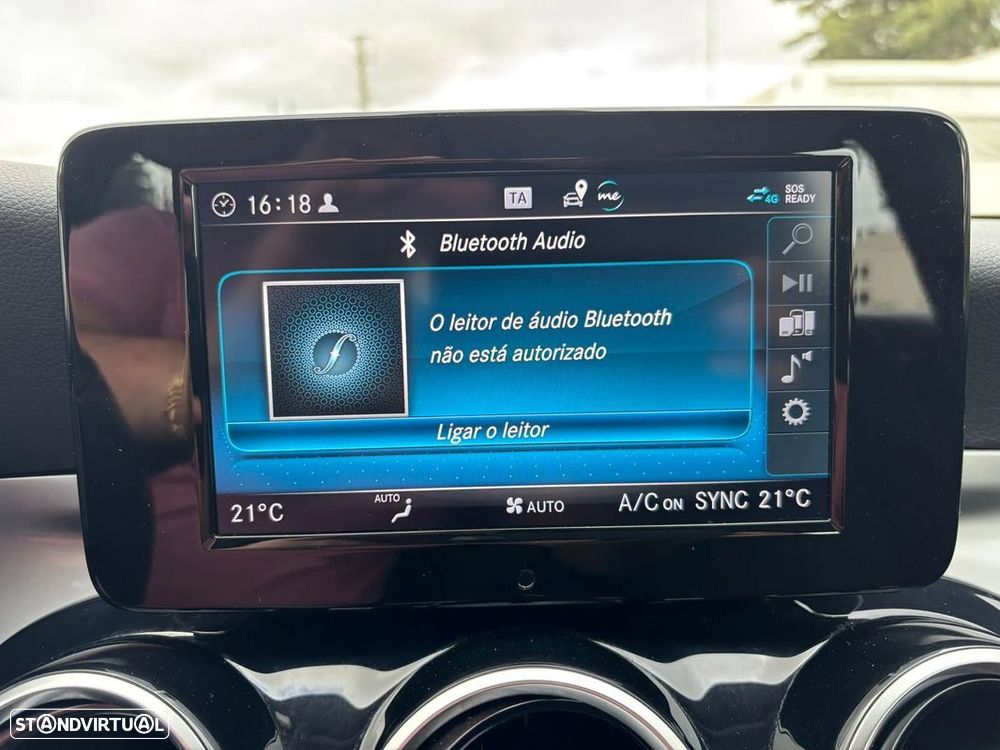 16:18 TA me 4G SOS READY
Bluetooth Audio
O leitor de áudio Bluetooth
não está autorizado
Ligar o leitor
21°C AUTO AUTO A/C ON SYNC 21°C
STANDVIRTUAL